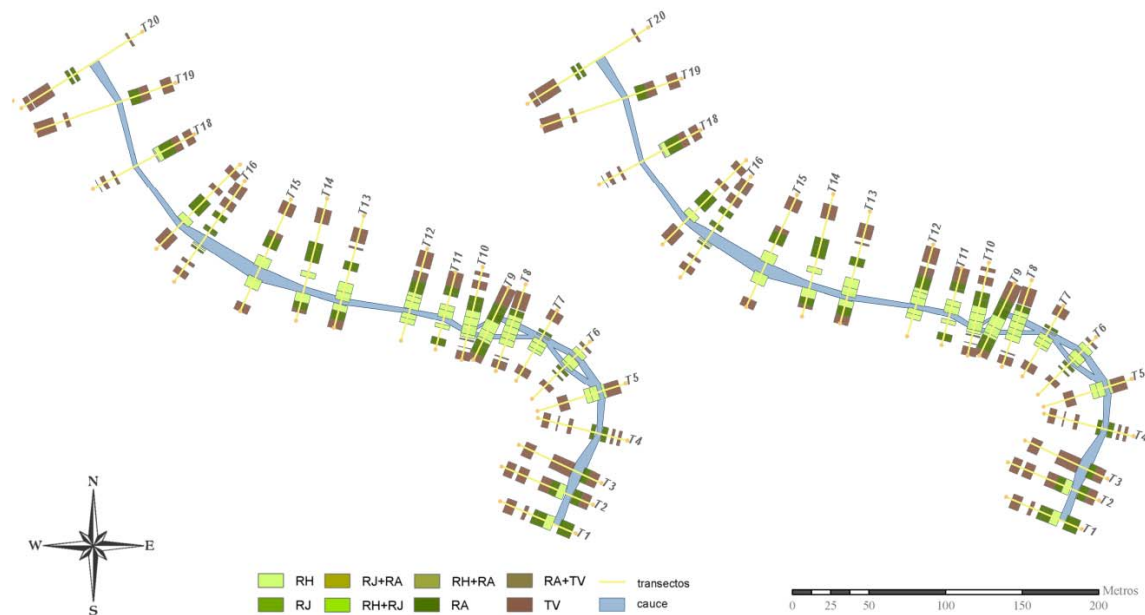 T20
T19
T18
T16
T15
T14
T13
T12
T11
T10
T9
T8
T7
T6
T5
T4
T3
T2
T1
T20
T19
T18
T16
T15
T14
T13
T12
T11
T10
T9
T8
T7
T6
T5
T4
T3
T2
T1
N
W E
S
RH RJ+RA RH+RA RA+TV transectos
RJ RH+RJ RA TV cauce
Metros
0 25 50 100 150 200